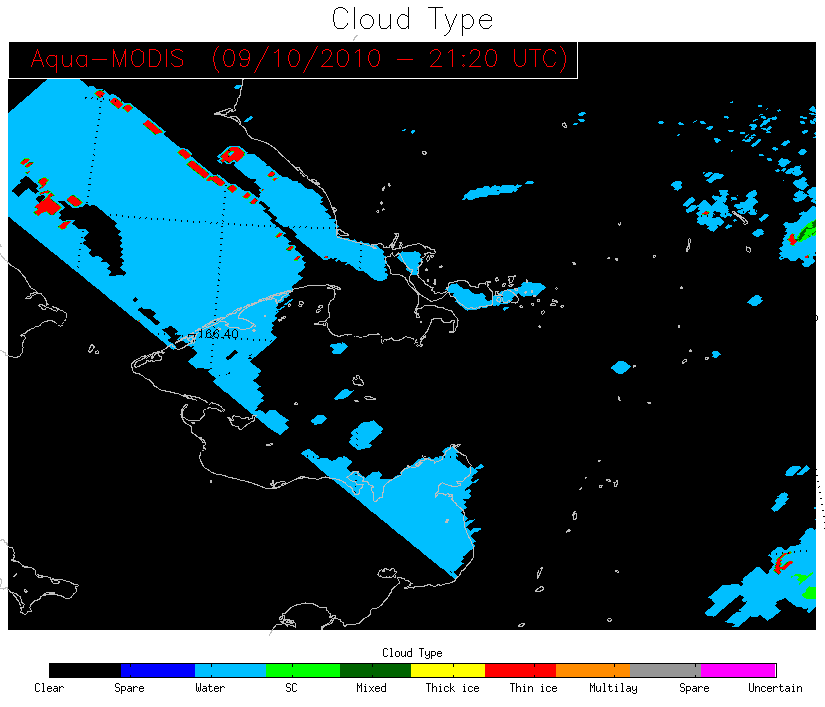 Cloud Type
Aqua-MODIS (09/10/2010 - 21:20 UTC)
-166.40
Cloud Type
Clear Spare Water SC Mixed Thick ice Thin ice Multilay Spare Uncertain